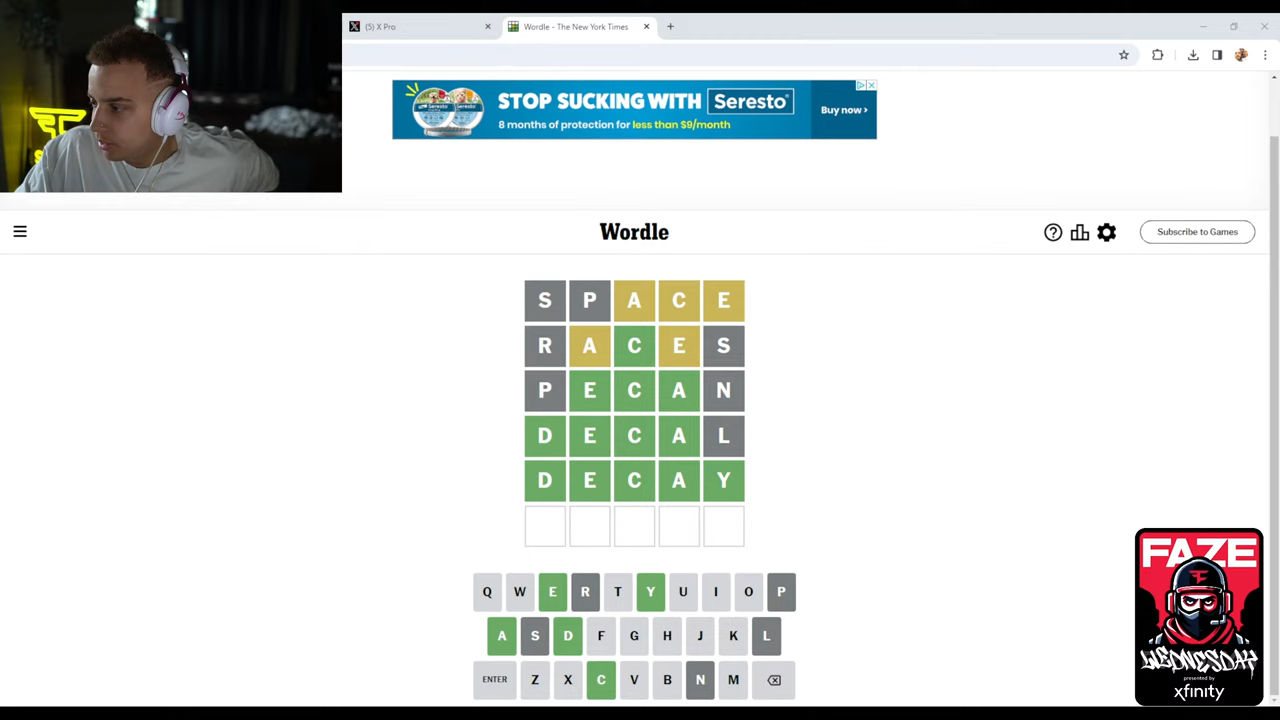 (5) X Pro
Wordle - The New York Times
STOP SUCKING WITH Seresto
8 months of protection for less than $9/month
Buy now >
Wordle
Subscribe to Games
S P A C E
R A C E S
P E C A N
D E C A L
D E C A Y
Q W E R T Y U I O P
A S D F G H J K L
ENTER Z X C V B N M
FAZE
WEDNESDAY
presented by
xfinity